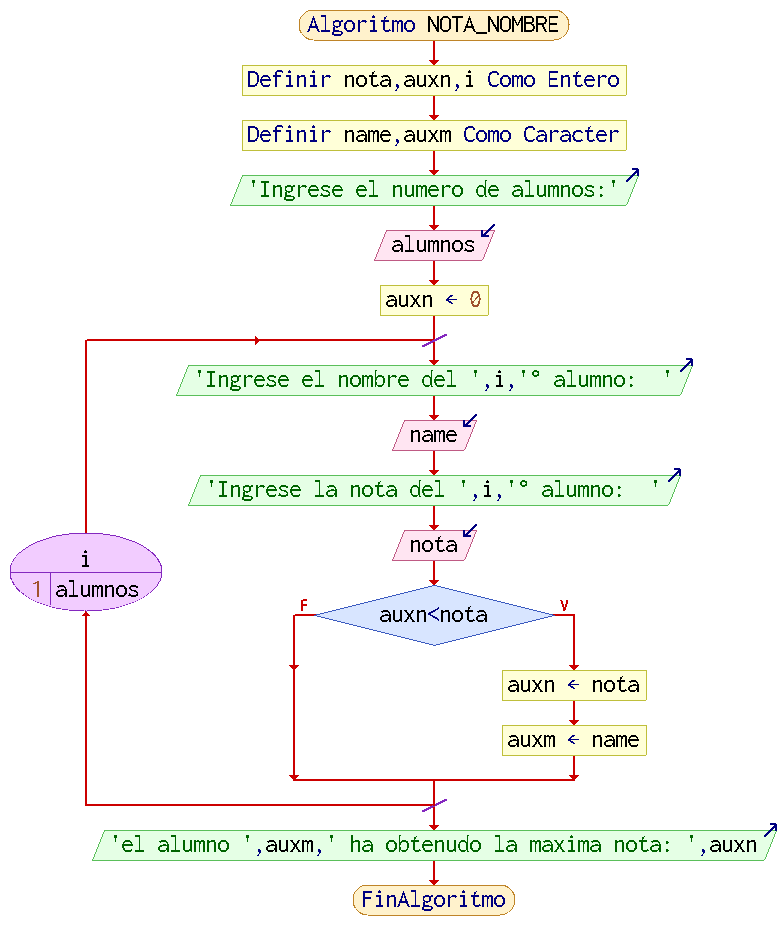 Algoritmo NOTA_NOMBRE
Definir nota,auxn,i Como Entero
Definir name,auxm Como Caracter
'Ingrese el numero de alumnos:'
alumnos
auxn ← 0
'Ingrese el nombre del ',i,'° alumno:  '
name
'Ingrese la nota del ',i,'° alumno:  '
nota
i
1 alumnos
F
auxn<nota
V
auxn ← nota
auxm ← name
'el alumno ',auxm,' ha obtenudo la maxima nota: ',auxn
FinAlgoritmo